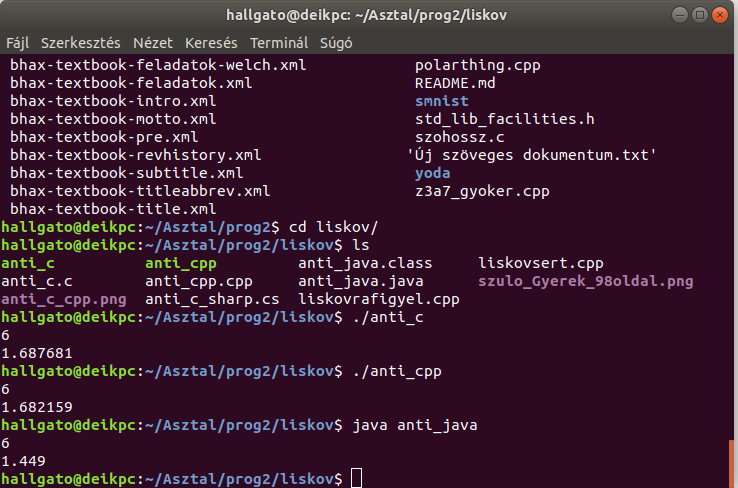 hallgato@deikpc: ~/Asztal/prog2/liskov
Fájl Szerkesztés Nézet Keresés Terminál Súgó
bhax-textbook-feladatok-welch.xml polarthing.cpp
bhax-textbook-feladatok.xml README.md
bhax-textbook-intro.xml smnist
bhax-textbook-motto.xml std_lib_facilities.h
bhax-textbook-pre.xml szohossz.c
bhax-textbook-revhistory.xml 'Új szöveges dokumentum.txt'
bhax-textbook-subtitle.xml yoda
bhax-textbook-titleabbrev.xml z3a7_gyoker.cpp
bhax-textbook-title.xml
hallgato@deikpc:~/Asztal/prog2$ cd liskov/
hallgato@deikpc:~/Asztal/prog2/liskov$ ls
anti_c anti_cpp anti_java.class liskovsert.cpp
anti_c.c anti_cpp.cpp anti_java.java szulo_Gyerek_98oldal.png
anti_c_cpp.png anti_c_sharp.cs liskovrafigyel.cpp
hallgato@deikpc:~/Asztal/prog2/liskov$ ./anti_c
6
1.687681
hallgato@deikpc:~/Asztal/prog2/liskov$ ./anti_cpp
6
1.682159
hallgato@deikpc:~/Asztal/prog2/liskov$ java anti_java
6
1.449
hallgato@deikpc:~/Asztal/prog2/liskov$